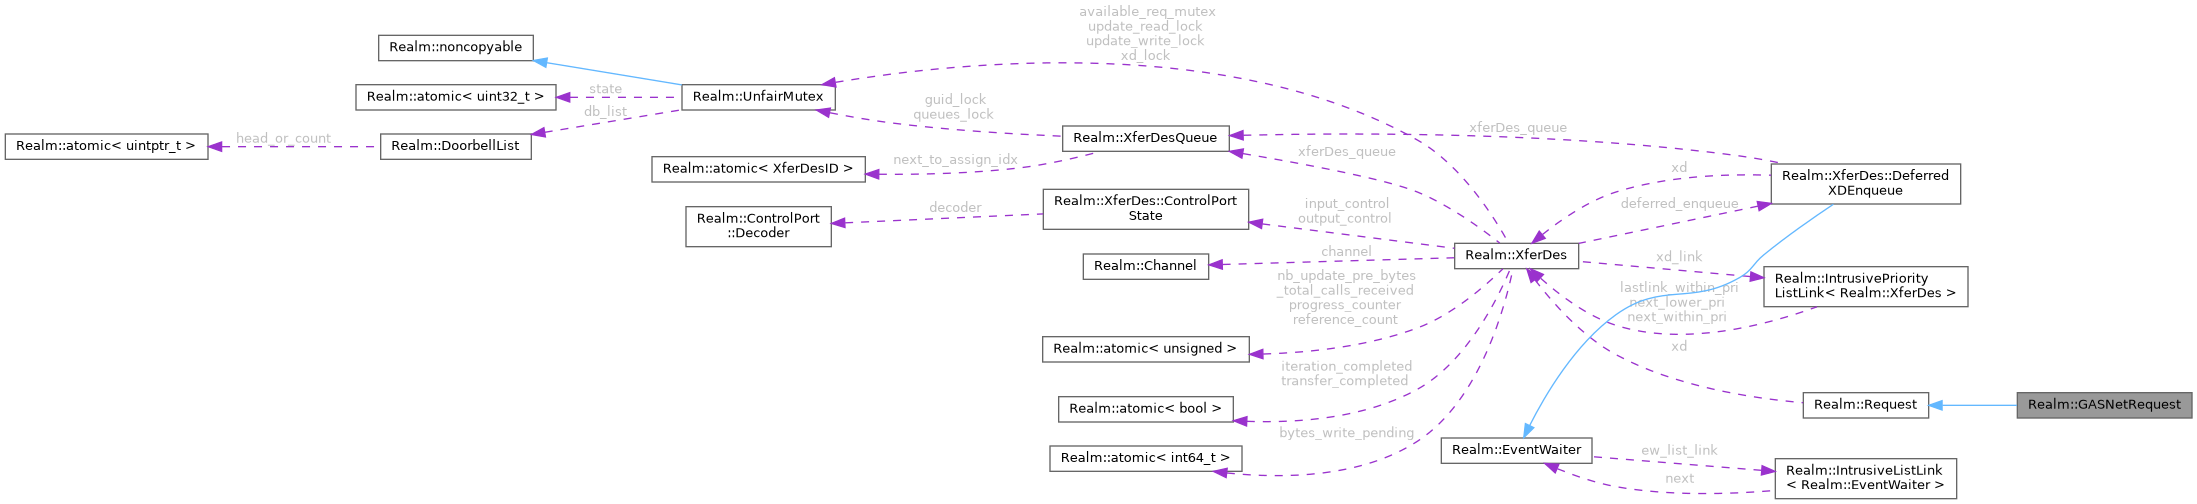 available_req_mutex
update_read_lock
update_write_lock
xd_lock
Realm::noncopyable
Realm::atomic< uint32_t >
state
Realm::UnfairMutex
db_list
guid_lock
queues_lock
Realm::atomic< uintptr_t >
head_or_count
Realm::DoorbellList
Realm::XferDesQueue
xferDes_queue
xferDes_queue
Realm::atomic< XferDesID >
next_to_assign_idx
xd
Realm::XferDes::Deferred
XDEnqueue
Realm::ControlPort
::Decoder
decoder
Realm::XferDes::ControlPort
State
input_control
output_control
deferred_enqueue
Realm::Channel
channel
Realm::XferDes
xd_link
Realm::IntrusivePriority
ListLink< Realm::XferDes >
nb_update_pre_bytes
_total_calls_received
progress_counter
reference_count
lastlink_within_pri
next_lower_pri
next_within_pri
Realm::atomic< unsigned >
xd
iteration_completed
transfer_completed
Realm::atomic< bool >
Realm::Request
Realm::GASNetRequest
bytes_write_pending
Realm::atomic< int64_t >
Realm::EventWaiter
ew_list_link
next
Realm::IntrusiveListLink
< Realm::EventWaiter >